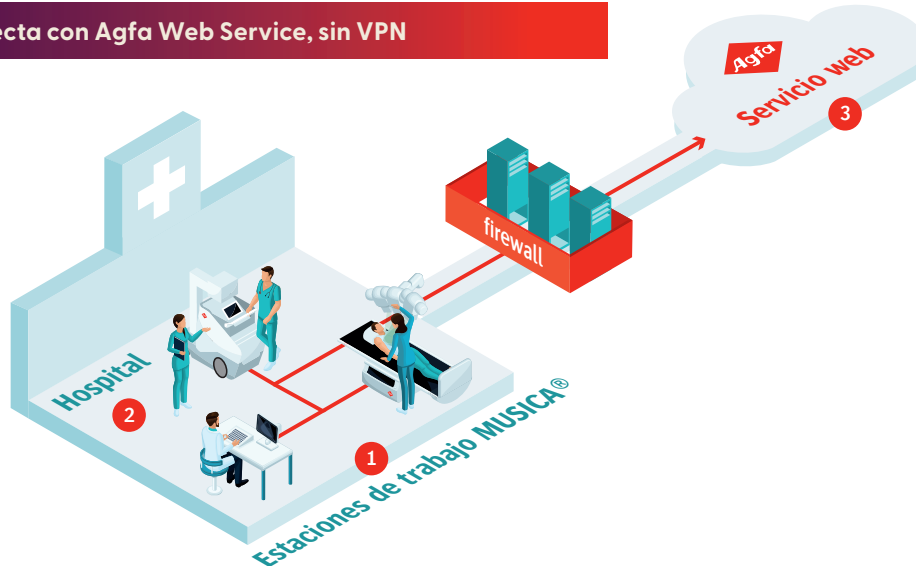 ecta con Agfa Web Service, sin VPN
Agfa
Servicio web
3
firewall
Hospital
2
1
Estaciones de trabajo MUSICA®